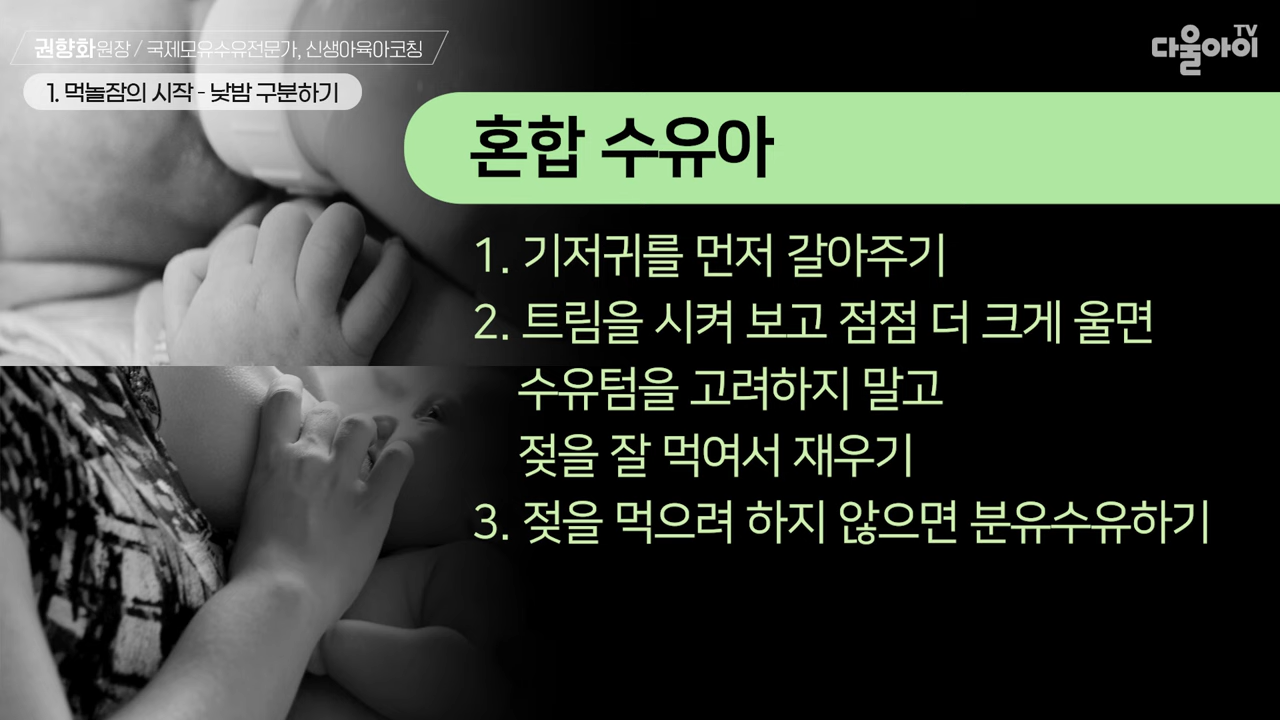 권향화원장 / 국제모유수유전문가, 신생아육아코칭
다울아이TV
1. 먹놀잠의 시작 - 낮밤 구분하기
혼합 수유아
1. 기저귀를 먼저 갈아주기
2. 트림을 시켜 보고 점점 더 크게 울면
수유텀을 고려하지 말고
젖을 잘 먹여서 재우기
3. 젖을 먹으려 하지 않으면 분유수유하기